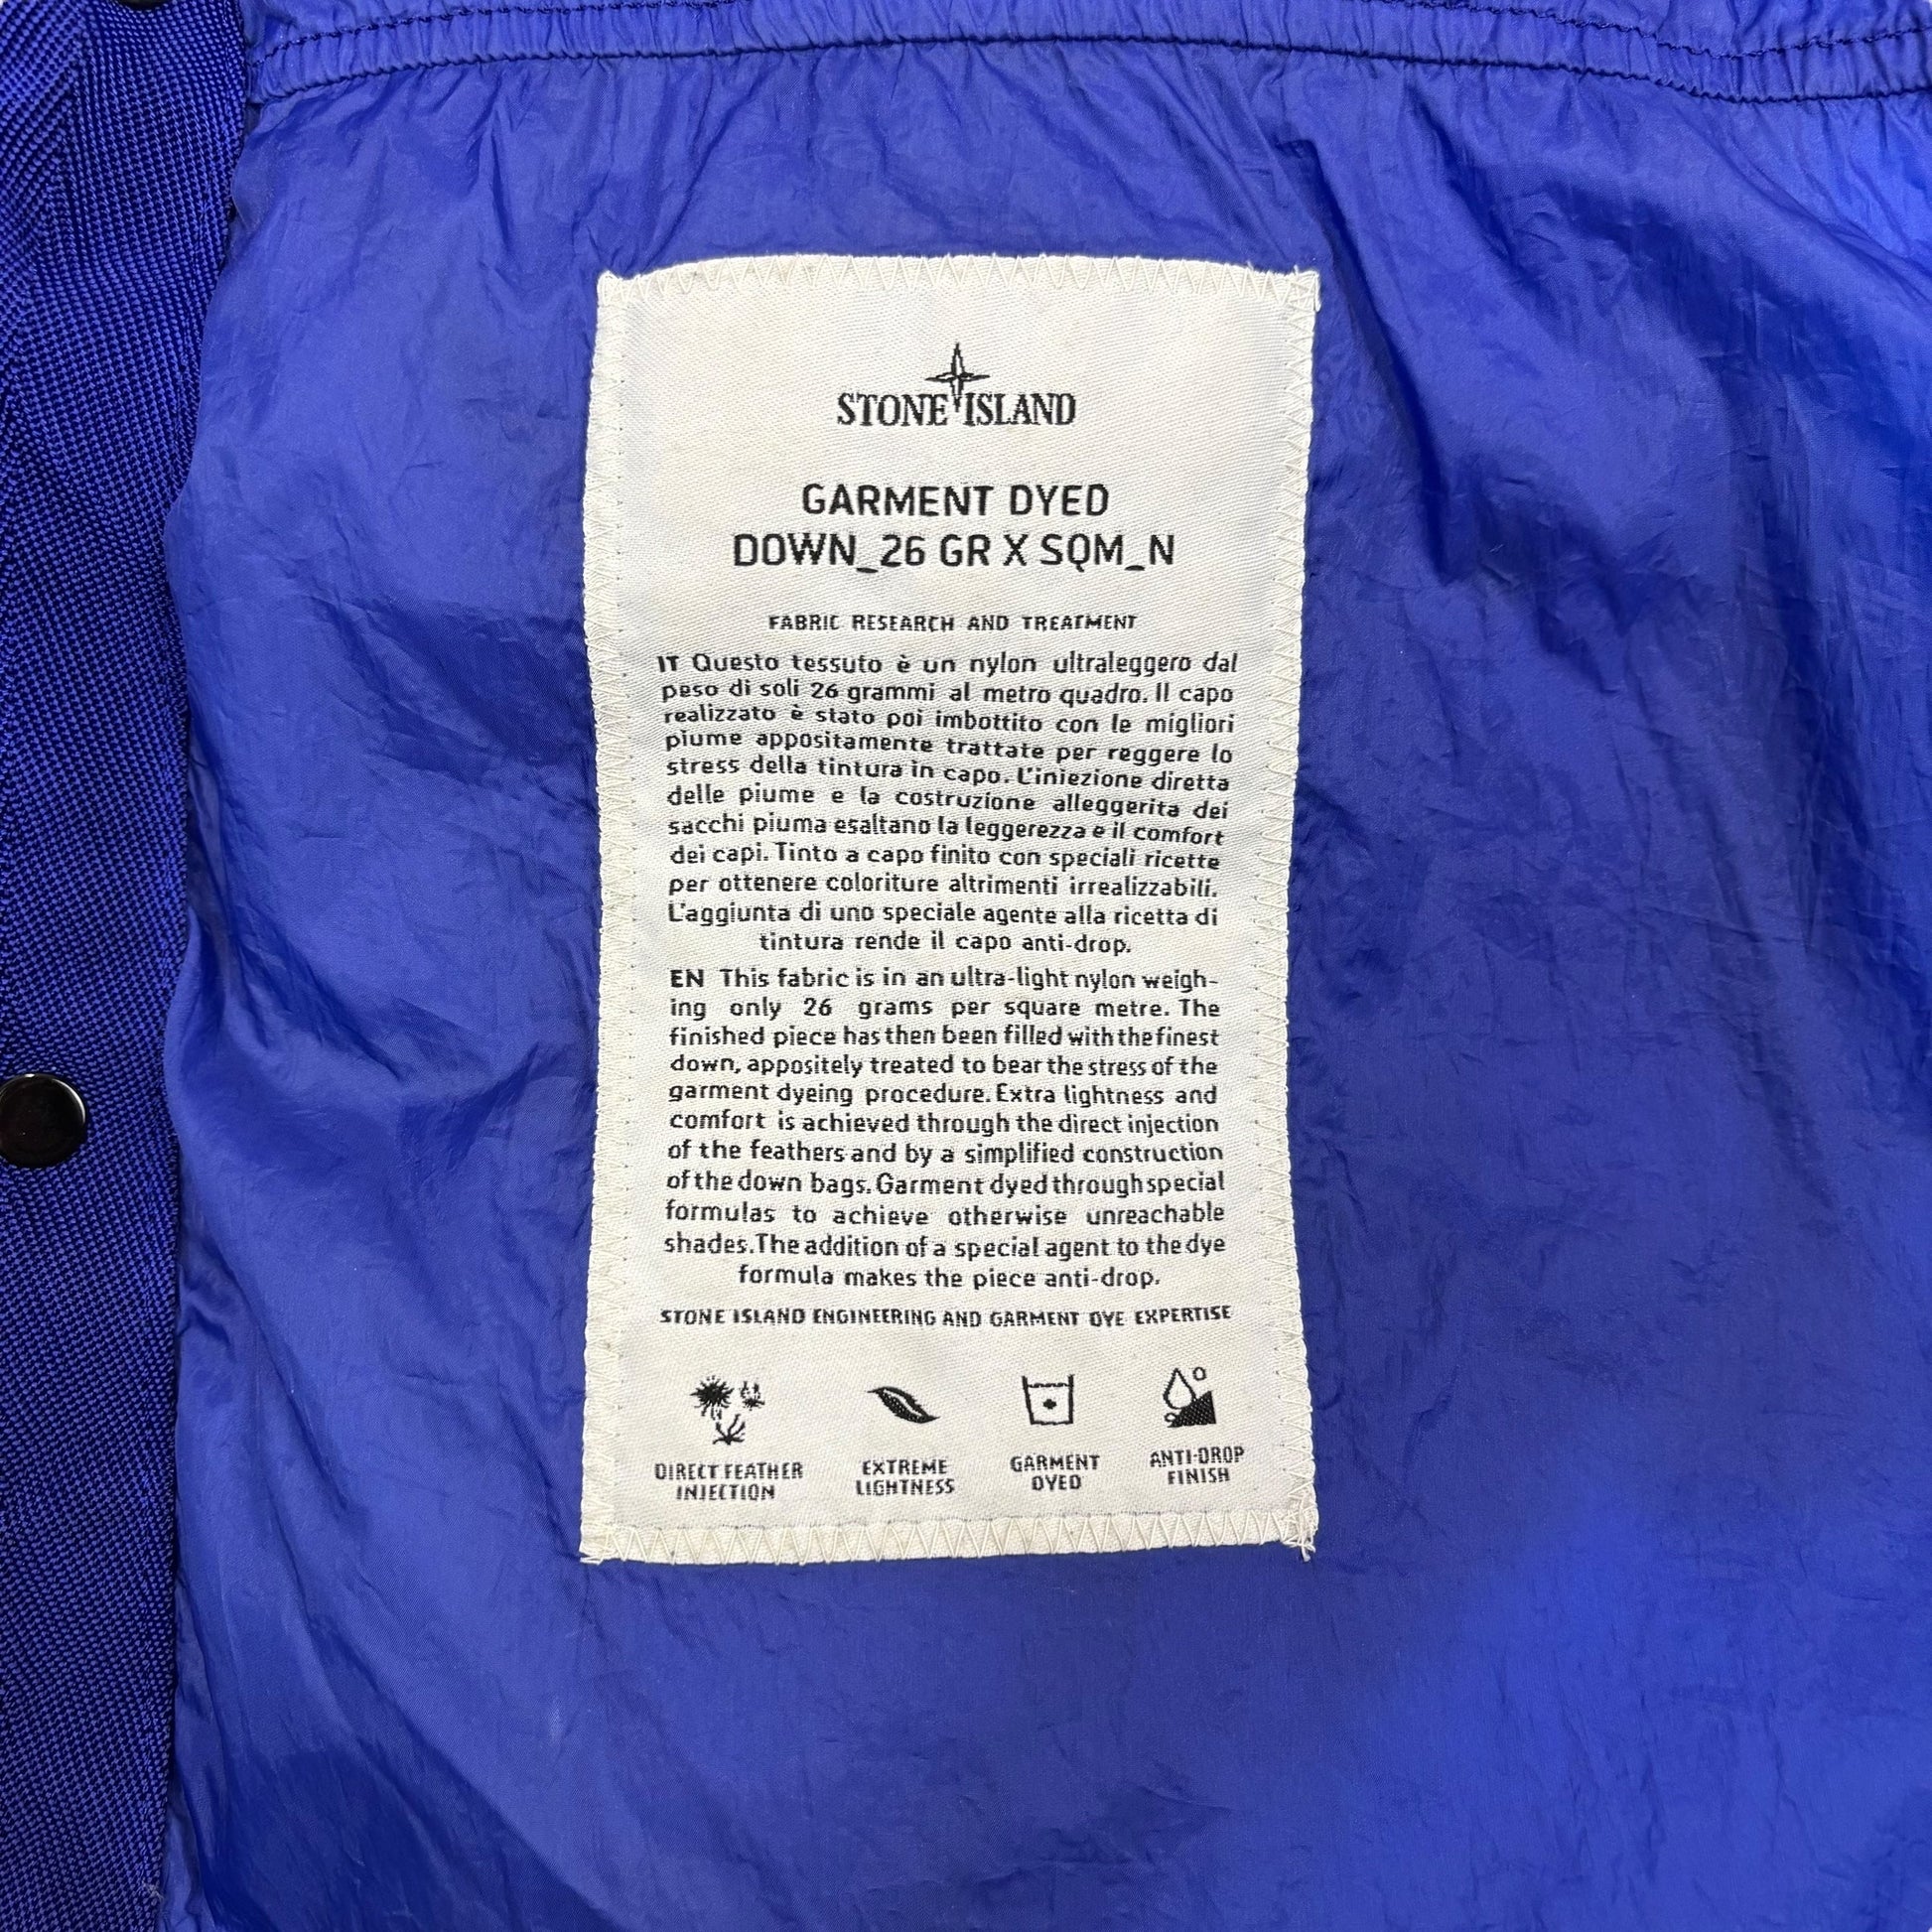 STONE ISLAND
GARMENT DYED
DOWN_26 GR X SQM_N
FABRIC RESEARCH AND TREATMENT
IT Questo tessuto è un nylon ultraleggero dal
peso di soli 26 grammi al metro quadro. Il capo
realizzato è stato poi imbottito con le migliori
piume appositamente trattate per reggere lo
stress della tintura in capo. L'iniezione diretta
delle piume e la costruzione alleggerita dei
sacchi piuma esaltano la leggerezza e il comfort
dei capi. Tinto a capo finito con speciali ricette
per ottenere coloriture altrimenti irrealizzabili.
L'aggiunta di uno speciale agente alla ricetta di
tintura rende il capo anti-drop.
EN This fabric is in an ultra-light nylon weigh-
ing only 26 grams per square metre. The
finished piece has then been filled with the finest
down, appositely treated to bear the stress of the
garment dyeing procedure. Extra lightness and
comfort is achieved through the direct injection
of the feathers and by a simplified construction
of the down bags. Garment dyed through special
formulas to achieve otherwise unreachable
shades. The addition of a special agent to the dye
formula makes the piece anti-drop.
STONE ISLAND ENGINEERING AND GARMENT DYE EXPERTISE
DIRECT FEATHER INJECTION
EXTREME LIGHTNESS
GARMENT DYED
ANTI-DROP FINISH